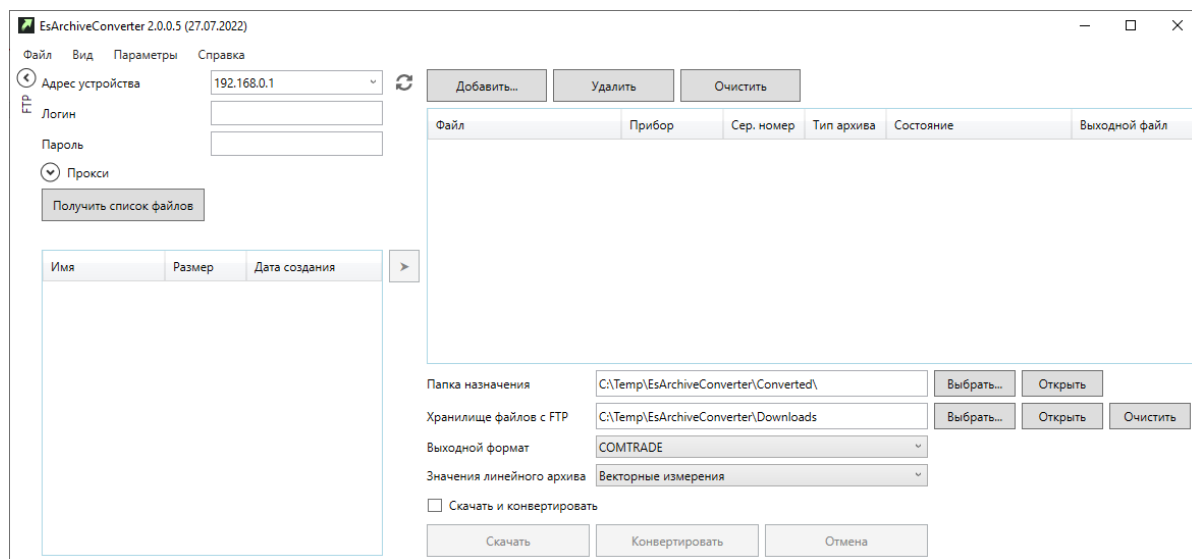 EsArchiveConverter 2.0.0.5 (27.07.2022)
Файл Вид Параметры Справка
FTP
Адрес устройства 192.168.0.1
Логин
Пароль
Прокси
Получить список файлов
Имя Размер Дата создания
Добавить... Удалить Очистить
Файл Прибор Сер. номер Тип архива Состояние Выходной файл
Папка назначения C:\Temp\EsArchiveConverter\Converted\ Выбрать... Открыть
Хранилище файлов с FTP C:\Temp\EsArchiveConverter\Downloads Выбрать... Открыть Очистить
Выходной формат COMTRADE
Значения линейного архива Векторные измерения
Скачать и конвертировать
Скачать Конвертировать Отмена